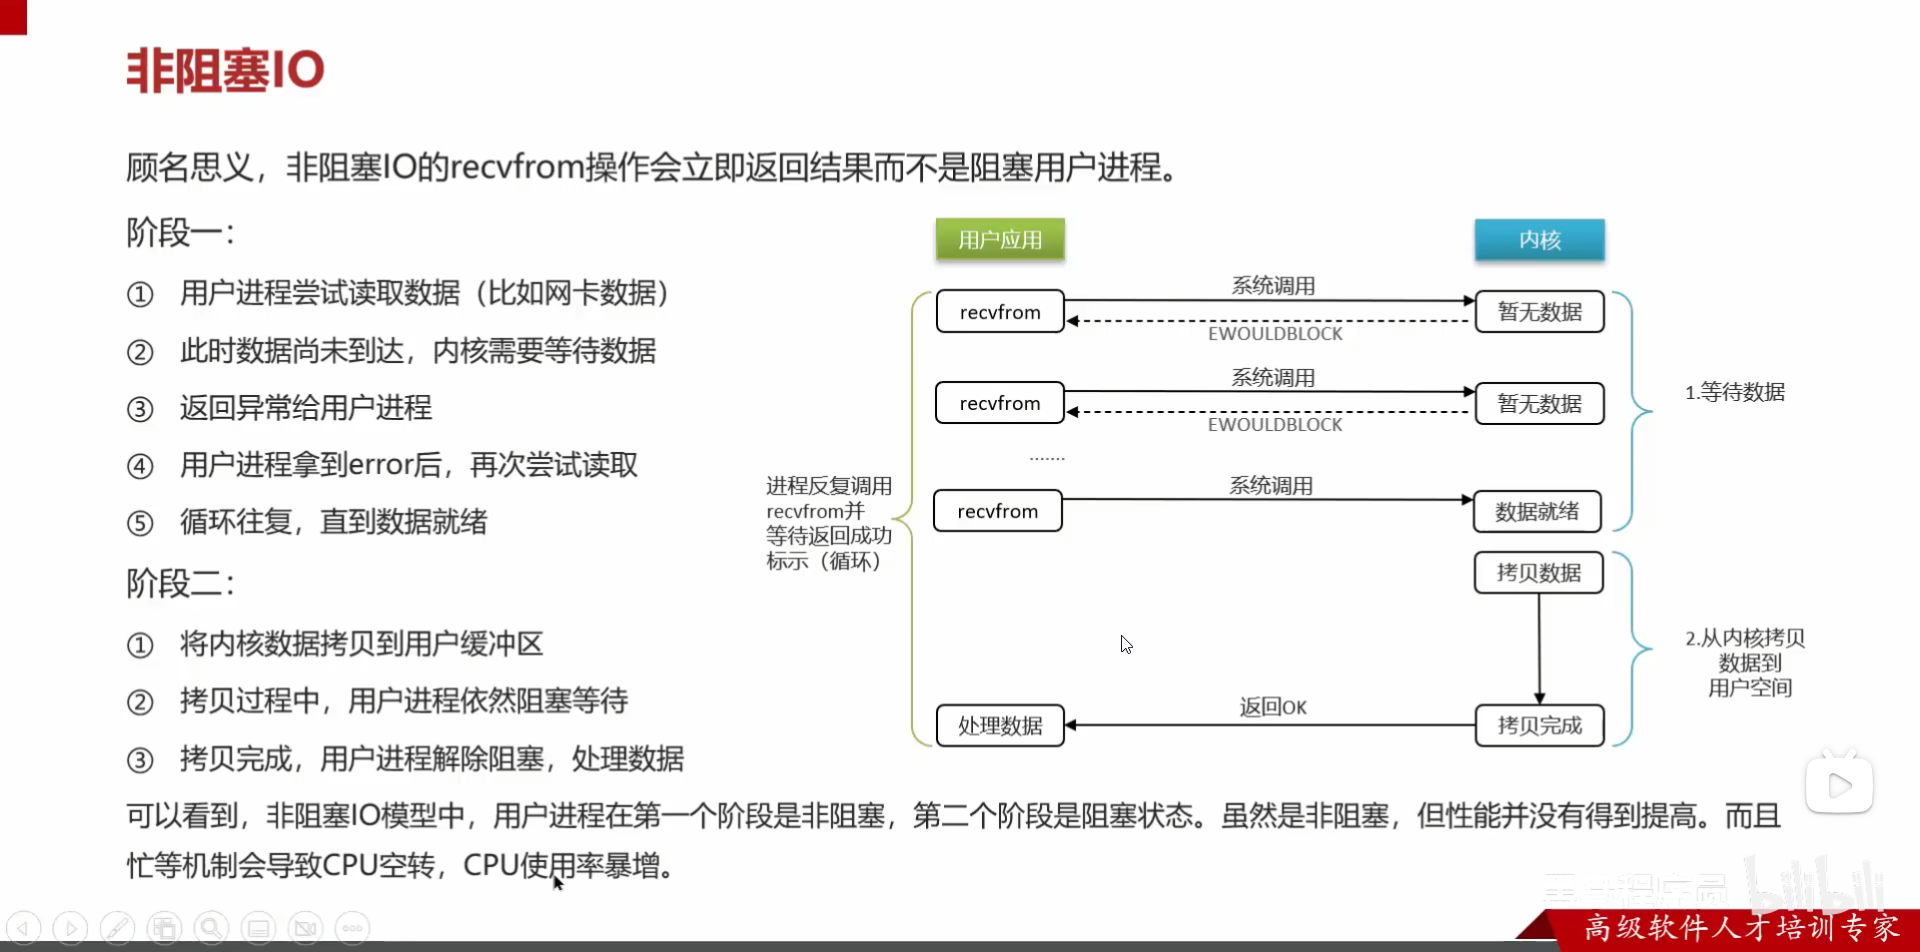 非阻塞IO
顾名思义，非阻塞IO的recvfrom操作会立即返回结果而不是阻塞用户进程。
阶段一：
① 用户进程尝试读取数据（比如网卡数据）
② 此时数据尚未到达，内核需要等待数据
③ 返回异常给用户进程
④ 用户进程拿到error后，再次尝试读取
⑤ 循环往复，直到数据就绪
阶段二：
① 将内核数据拷贝到用户缓冲区
② 拷贝过程中，用户进程依然阻塞等待
③ 拷贝完成，用户进程解除阻塞，处理数据
用户应用
内核
recvfrom
系统调用
EWOULDBLOCK
暂无数据
recvfrom
系统调用
EWOULDBLOCK
暂无数据
.......
recvfrom
系统调用
数据就绪
1.等待数据
进程反复调用
recvfrom并
等待返回成功
标示（循环）
拷贝数据
2.从内核拷贝
数据到
用户空间
处理数据
返回OK
拷贝完成
可以看到，非阻塞IO模型中，用户进程在第一个阶段是非阻塞，第二个阶段是阻塞状态。虽然是非阻塞，但性能并没有得到提高。而且
忙等机制会导致CPU空转，CPU使用率暴增。
bilibili
高级软件人才培训专家